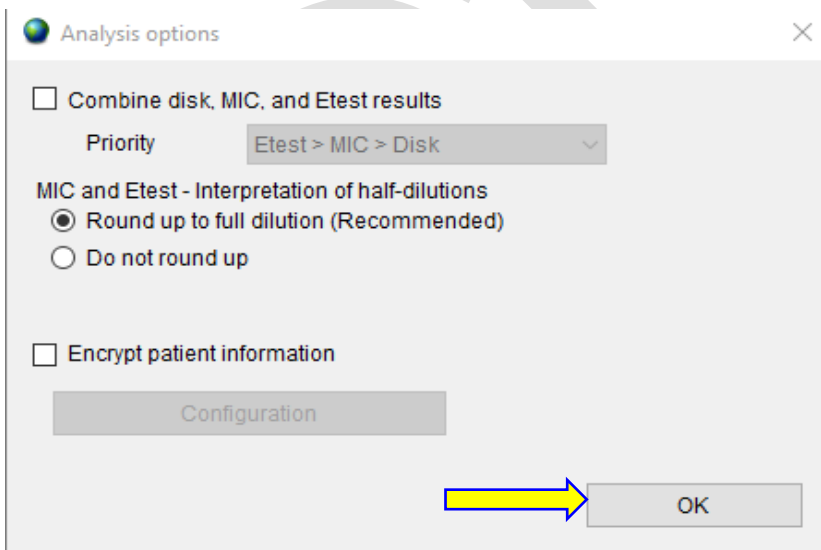 Analysis options
Combine disk, MIC, and Etest results
Priority Etest > MIC > Disk
MIC and Etest - Interpretation of half-dilutions
Round up to full dilution (Recommended)
Do not round up
Encrypt patient information
Configuration
OK